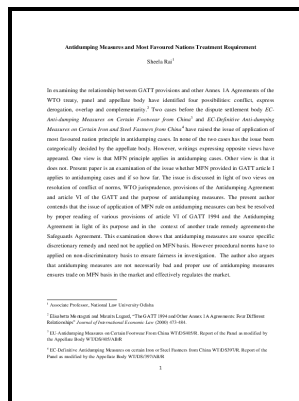 Antidumping Measures and Most Favoured Nations Treatment Requirement
Sheela Rai1
In examining the relationship between GATT and other Annex 1A Agreements of the
WTO treaty, panel and appellate body have identified four possibilities: conflict, express
derogation, overlap and complementarity.2 Two cases before the dispute settlement body EC-
Anti-dumping Measures on Certain Footwear from China3 and EC-Definitive Anti-dumping
Measures on Certain Iron and Steel Fasteners from China4 have raised the issue of application of
most favoured nation principle in antidumping cases. In none of the two cases has the issue been
categorically decided by the appellate body. However, writings expressing opposite views have
appeared. One view is that MFN principle applies in antidumping cases. Other view is that it
does not. Present paper is an examination of the issue whether MFN provided in GATT article I
applies to antidumping cases and if so how far. The issue is discussed in light of two views on
resolution of conflict of norms, WTO jurisprudence, provisions of the Antidumping Agreement
and article VI of the GATT and the purpose of antidumping measures. The present author
contends that the issue of application of MFN rule on antidumping measures can best be resolved
by proper reading of various provisions of article VI of GATT 1994 and the Antidumping
Agreement in light of its purpose and in the context of another trade remedy agreement-the
Safeguards Agreement. This examination shows that antidumping measures are source specific
discretionary remedy and need not be applied on MFN basis. However procedural norms have to
applied on non-discriminatory basis to ensure fairness in investigation. The author also argues
that antidumping measures are not necessarily bad and proper use of antidumping measures
ensures trade on MFN basis in the market and effectively regulates the market.
1 Associate Professor, National Law University Odisha
2 Elisabetta Montaguti and Maurits Lugard, "The GATT 1994 and Other Annex 1A Agreements: Four Different
Relationships?" Journal of International Economic Law (2000) 473-484.
3 EU-Antidumping Measures on Certain Footwear from China WT/DS/405/R. Report of the Panel as modified by
the Appellate Body WT/DS/405/AB/R
4 EC-Definitive Antidumping Measures on certain Iron or Steel Fasteners from China WT/DS397/R, Report of the
Panel as modified by the Appellate Body WT/DS/397/AB/R
1